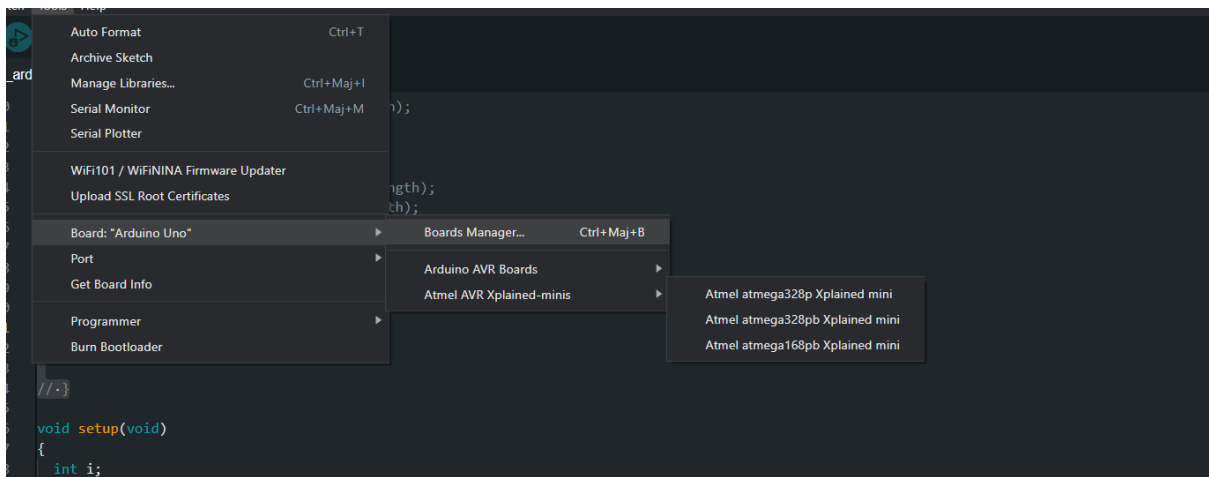 Tools Help
Auto Format Ctrl+T
Archive Sketch
_ard
Manage Libraries... Ctrl+Maj+I
Serial Monitor Ctrl+Maj+M
);
Serial Plotter
WiFi101 / WiFiNINA Firmware Updater
Upload SSL Root Certificates
ngth);
th);
Board: "Arduino Uno"
Boards Manager... Ctrl+Maj+B
Port
Arduino AVR Boards
Get Board Info
Atmel AVR Xplained-minis
Atmel atmega328p Xplained mini
Atmel atmega328pb Xplained mini
Atmel atmega168pb Xplained mini
Programmer
Burn Bootloader
//·}
void setup(void)
{
int i;